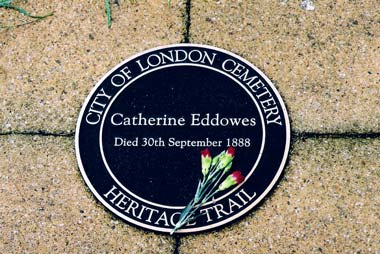 CITY OF LONDON CEMETERY
Catherine Eddowes
Died 30th September 1888
HERITAGE TRAIL